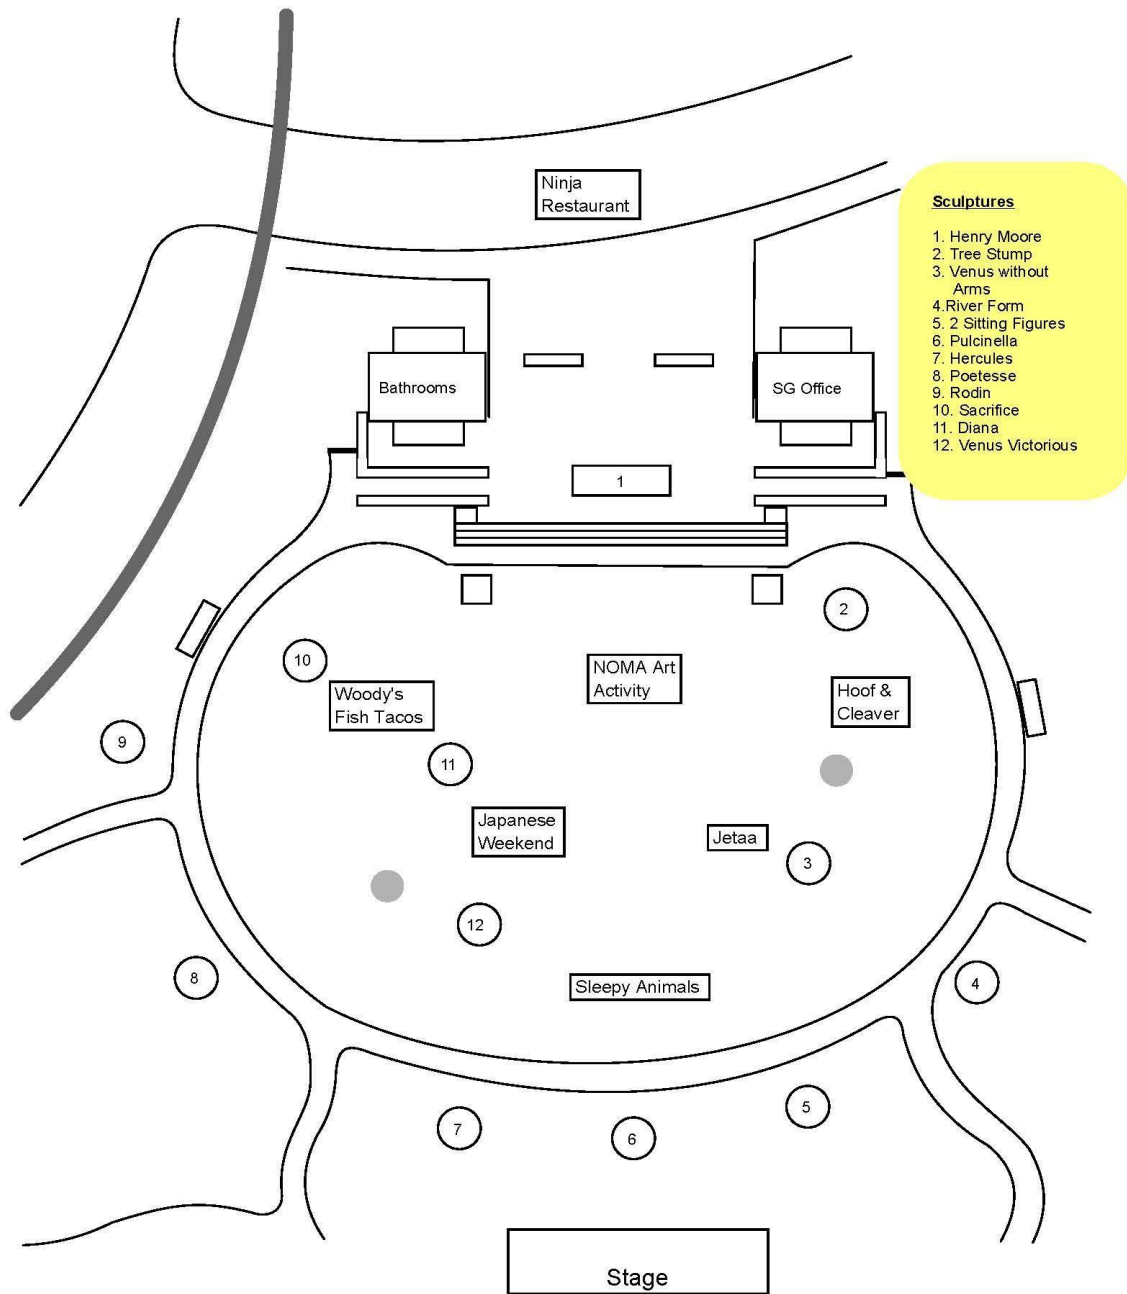 Ninja
Restaurant
Sculptures
1. Henry Moore
2. Tree Stump
3. Venus without
Arms
4.River Form
5. 2 Sitting Figures
6. Pulcinella
7. Hercules
8. Poetesse
9. Rodin
10. Sacrifice
11. Diana
12. Venus Victorious
Bathrooms
SG Office
1
2
10
NOMA Art
Activity
Woody's
Fish Tacos
Hoof &
Cleaver
9
11
Japanese
Weekend
Jetaa
3
12
8
Sleepy Animals
4
5
7
6
Stage